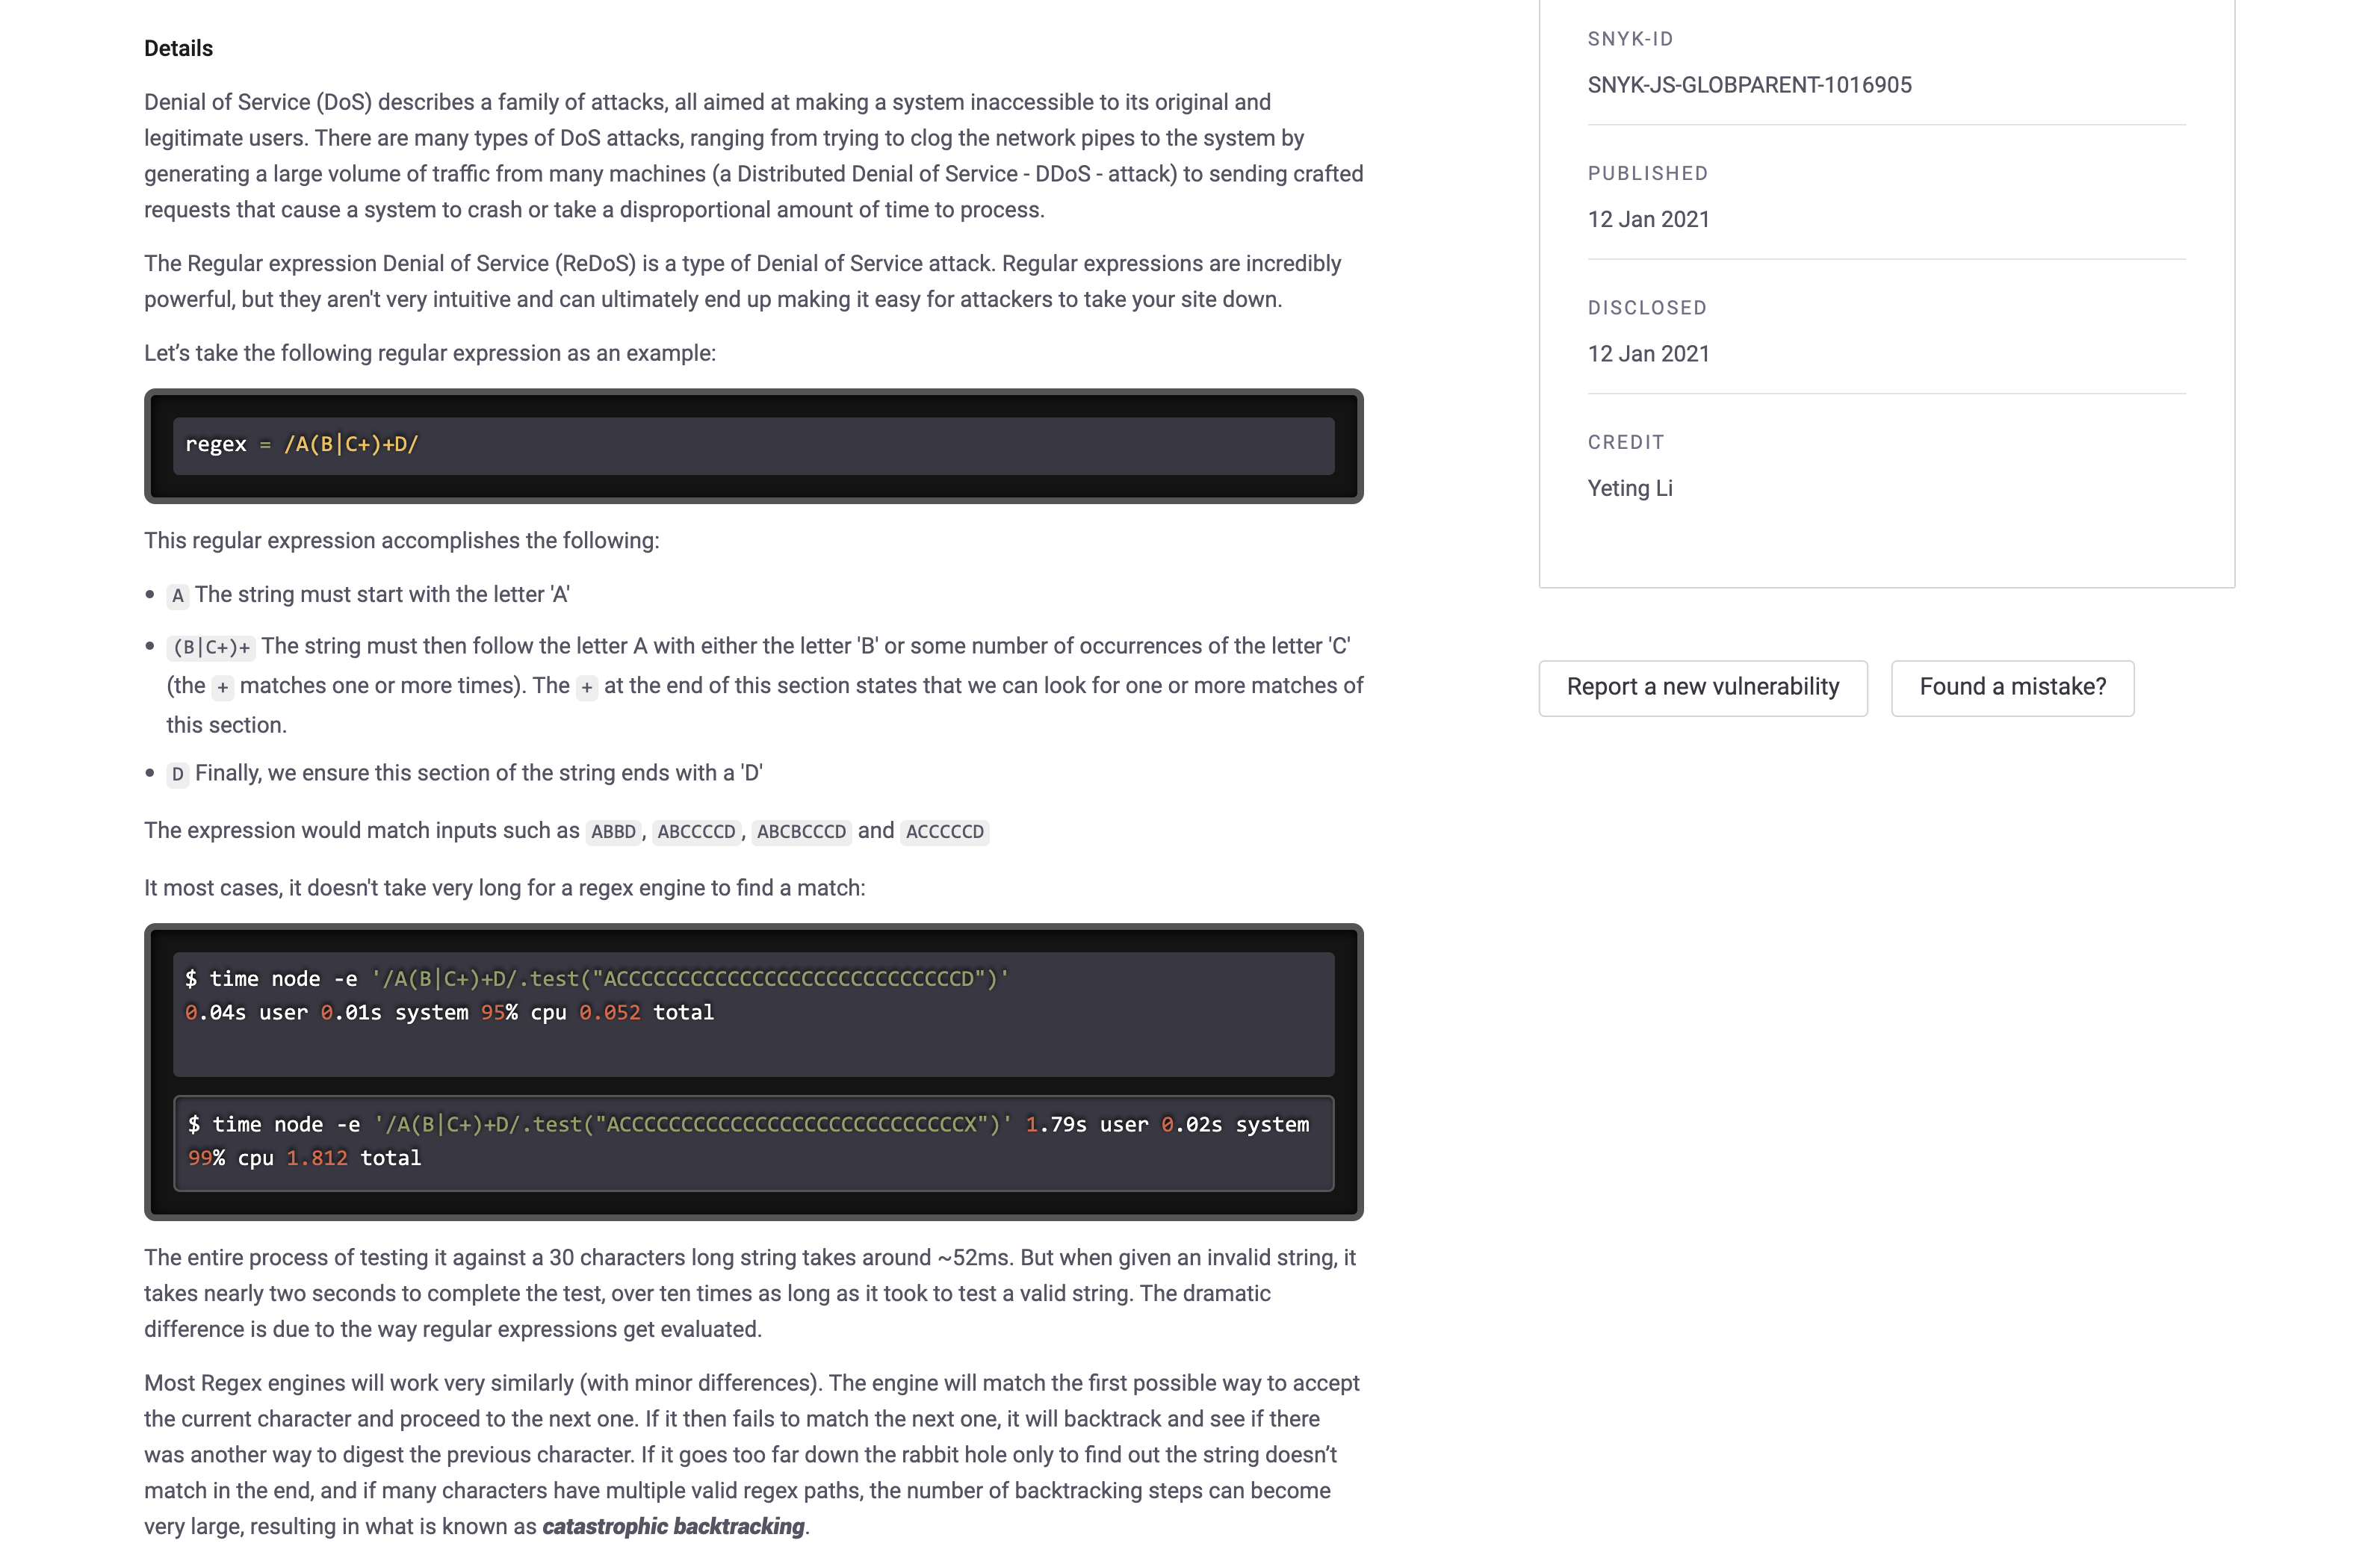 Details
Denial of Service (DoS) describes a family of attacks, all aimed at making a system inaccessible to its original and
legitimate users. There are many types of DoS attacks, ranging from trying to clog the network pipes to the system by
generating a large volume of traffic from many machines (a Distributed Denial of Service - DDoS - attack) to sending crafted
requests that cause a system to crash or take a disproportional amount of time to process.
The Regular expression Denial of Service (ReDoS) is a type of Denial of Service attack. Regular expressions are incredibly
powerful, but they aren't very intuitive and can ultimately end up making it easy for attackers to take your site down.
Let’s take the following regular expression as an example:
regex = /A(B|C+)+D/
This regular expression accomplishes the following:
• A The string must start with the letter 'A'
• (B|C+)+ The string must then follow the letter A with either the letter 'B' or some number of occurrences of the letter 'C'
(the + matches one or more times). The + at the end of this section states that we can look for one or more matches of
this section.
• D Finally, we ensure this section of the string ends with a 'D'
The expression would match inputs such as ABBD, ABCCCCD, ABCBCCCD and ACCCCCD
It most cases, it doesn't take very long for a regex engine to find a match:
$ time node -e '/A(B|C+)+D/.test("ACCCCCCCCCCCCCCCCCCCCCCCCCCCCD")'
0.04s user 0.01s system 95% cpu 0.052 total
$ time node -e '/A(B|C+)+D/.test("ACCCCCCCCCCCCCCCCCCCCCCCCCCCCX")' 1.79s user 0.02s system
99% cpu 1.812 total
The entire process of testing it against a 30 characters long string takes around ~52ms. But when given an invalid string, it
takes nearly two seconds to complete the test, over ten times as long as it took to test a valid string. The dramatic
difference is due to the way regular expressions get evaluated.
Most Regex engines will work very similarly (with minor differences). The engine will match the first possible way to accept
the current character and proceed to the next one. If it then fails to match the next one, it will backtrack and see if there
was another way to digest the previous character. If it goes too far down the rabbit hole only to find out the string doesn’t
match in the end, and if many characters have multiple valid regex paths, the number of backtracking steps can become
very large, resulting in what is known as catastrophic backtracking.
SNYK-ID
SNYK-JS-GLOBPARENT-1016905
PUBLISHED
12 Jan 2021
DISCLOSED
12 Jan 2021
CREDIT
Yeting Li
Report a new vulnerability
Found a mistake?